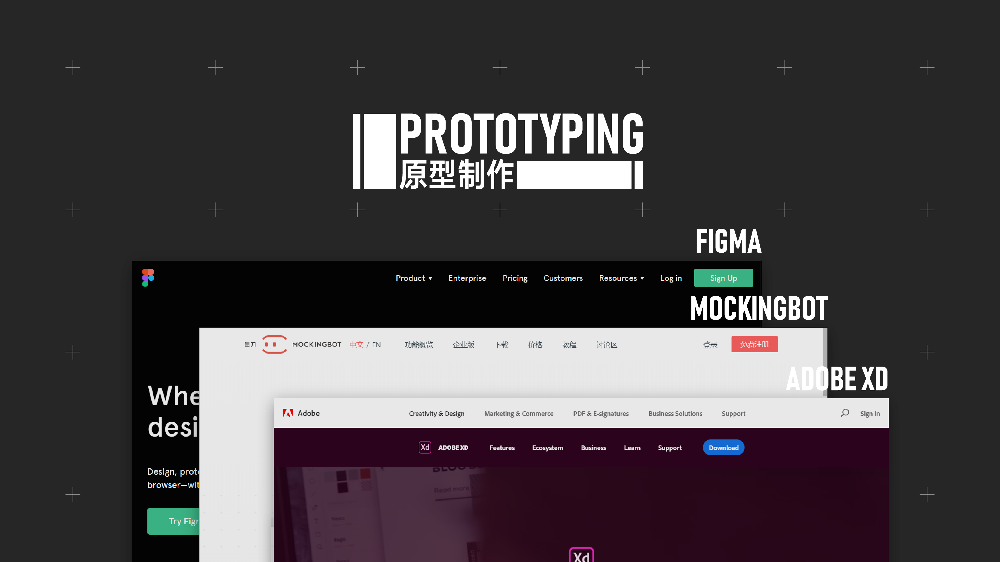 PROTOTYPING
原型制作
FIGMA
Product Enterprise Pricing Customers Resources Log in Sign Up
MOCKINGBOT
墨刀 MOCKINGBOT 中文 / EN 功能概览 企业版 下载 价格 教程 讨论区 登录 免费注册
ADOBE XD
Whe
desi
Adobe Creativity & Design Marketing & Commerce PDF & E-signatures Business Solutions Support Sign In
Xd ADOBE XD Features Ecosystem Business Learn Support Download
Design, proto
browser—wit
Read more
Try Figm
Xd